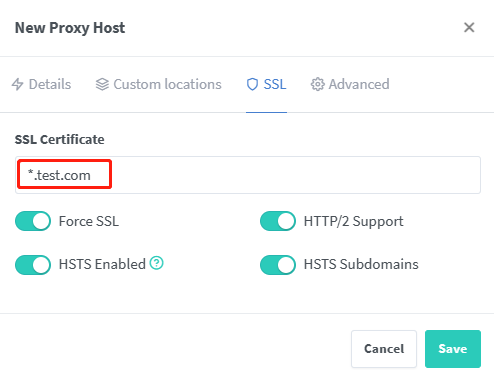 New Proxy Host
Details Custom locations SSL Advanced
SSL Certificate
*.test.com
Force SSL HTTP/2 Support
HSTS Enabled HSTS Subdomains
Cancel Save